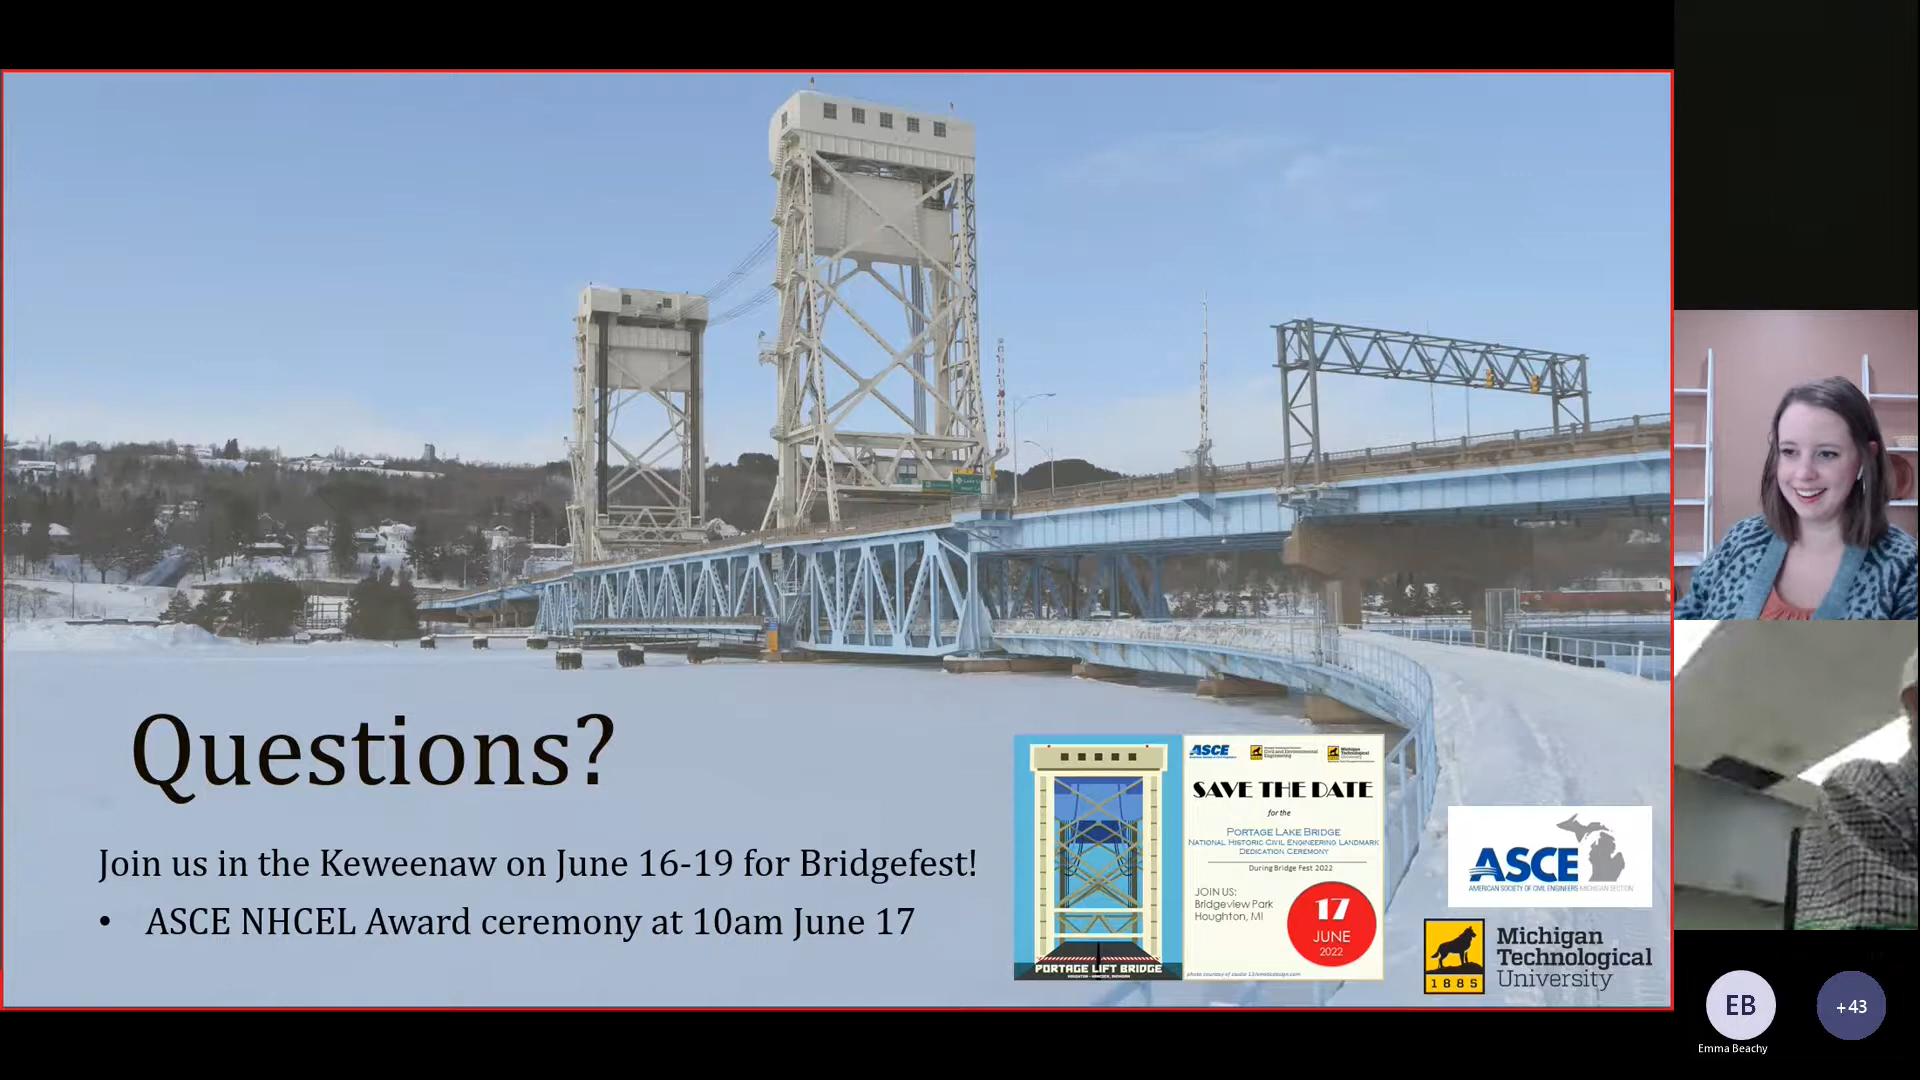 Questions?
Join us in the Keweenaw on June 16-19 for Bridgefest!
• ASCE NHCEL Award ceremony at 10am June 17
PORTAGE LIFT BRIDGE
ASCE
SAVE THE DATE
for the
PORTAGE LAKE BRIDGE
NATIONAL HISTORIC CIVIL ENGINEERING LANDMARK
DEDICATION CEREMONY
During Bridge Fest 2022
JOIN US:
Bridgeview Park
Houghton, MI
17
JUNE
2022
ASCE
AMERICAN SOCIETY OF CIVIL ENGINEERS MICHIGAN SECTION
1885
Michigan
Technological
University
EB
Emma Beachy
+43